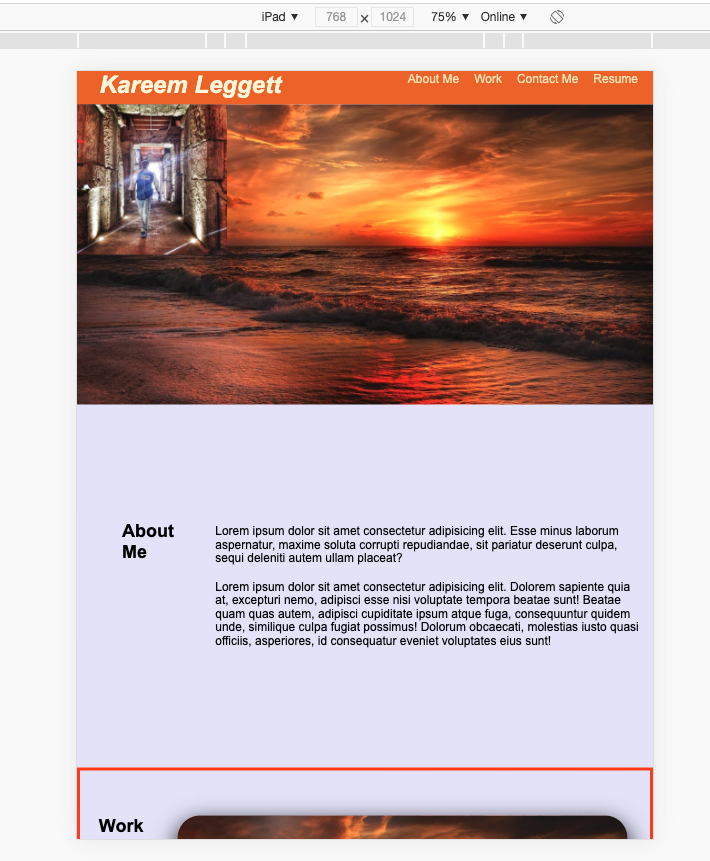 iPad ▼ 768 × 1024 75% ▼ Online ▼
Kareem Leggett
About Me Work Contact Me Resume
About
Me
Lorem ipsum dolor sit amet consectetur adipisicing elit. Esse minus laborum
aspernatur, maxime soluta corrupti repudiandae, sit pariatur deserunt culpa,
sequi deleniti autem ullam placeat?
Lorem ipsum dolor sit amet consectetur adipisicing elit. Dolorem sapiente quia
at, excepturi nemo, adipisci esse nisi voluptate tempora beatae sunt! Beatae
quam quas autem, adipisci cupiditate ipsum atque fuga, consequuntur quidem
unde, similique culpa fugiat possimus! Dolorum obcaecati, molestias iusto quasi
officiis, asperiores, id consequatur eveniet voluptates eius sunt!
Work